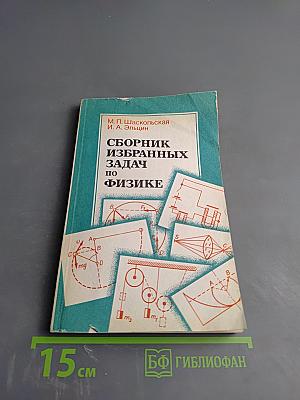 М. П. Шаскольская
И. А. Эльцин
СБОРНИК
ИЗБРАННЫХ
ЗАДАЧ ПО
ФИЗИКЕ
15 см
БФ ГИБЛИОФАН